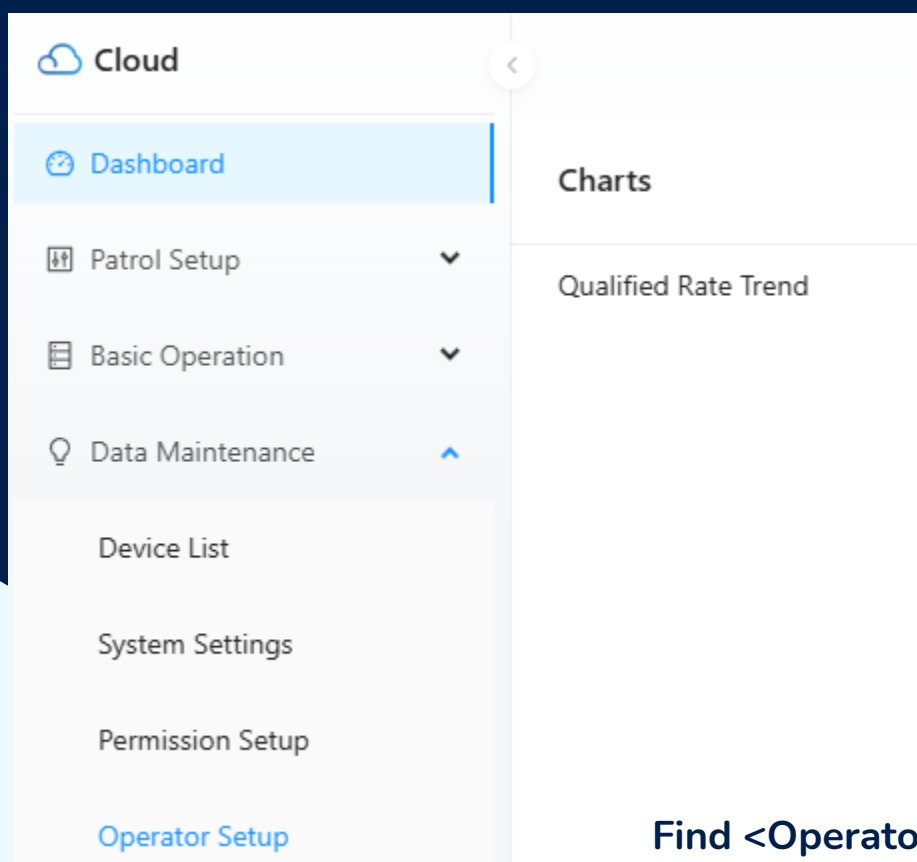 Cloud
Dashboard
Patrol Setup
Basic Operation
Data Maintenance
Device List
System Settings
Permission Setup
Operator Setup
Charts
Qualified Rate Trend
Find <Operato